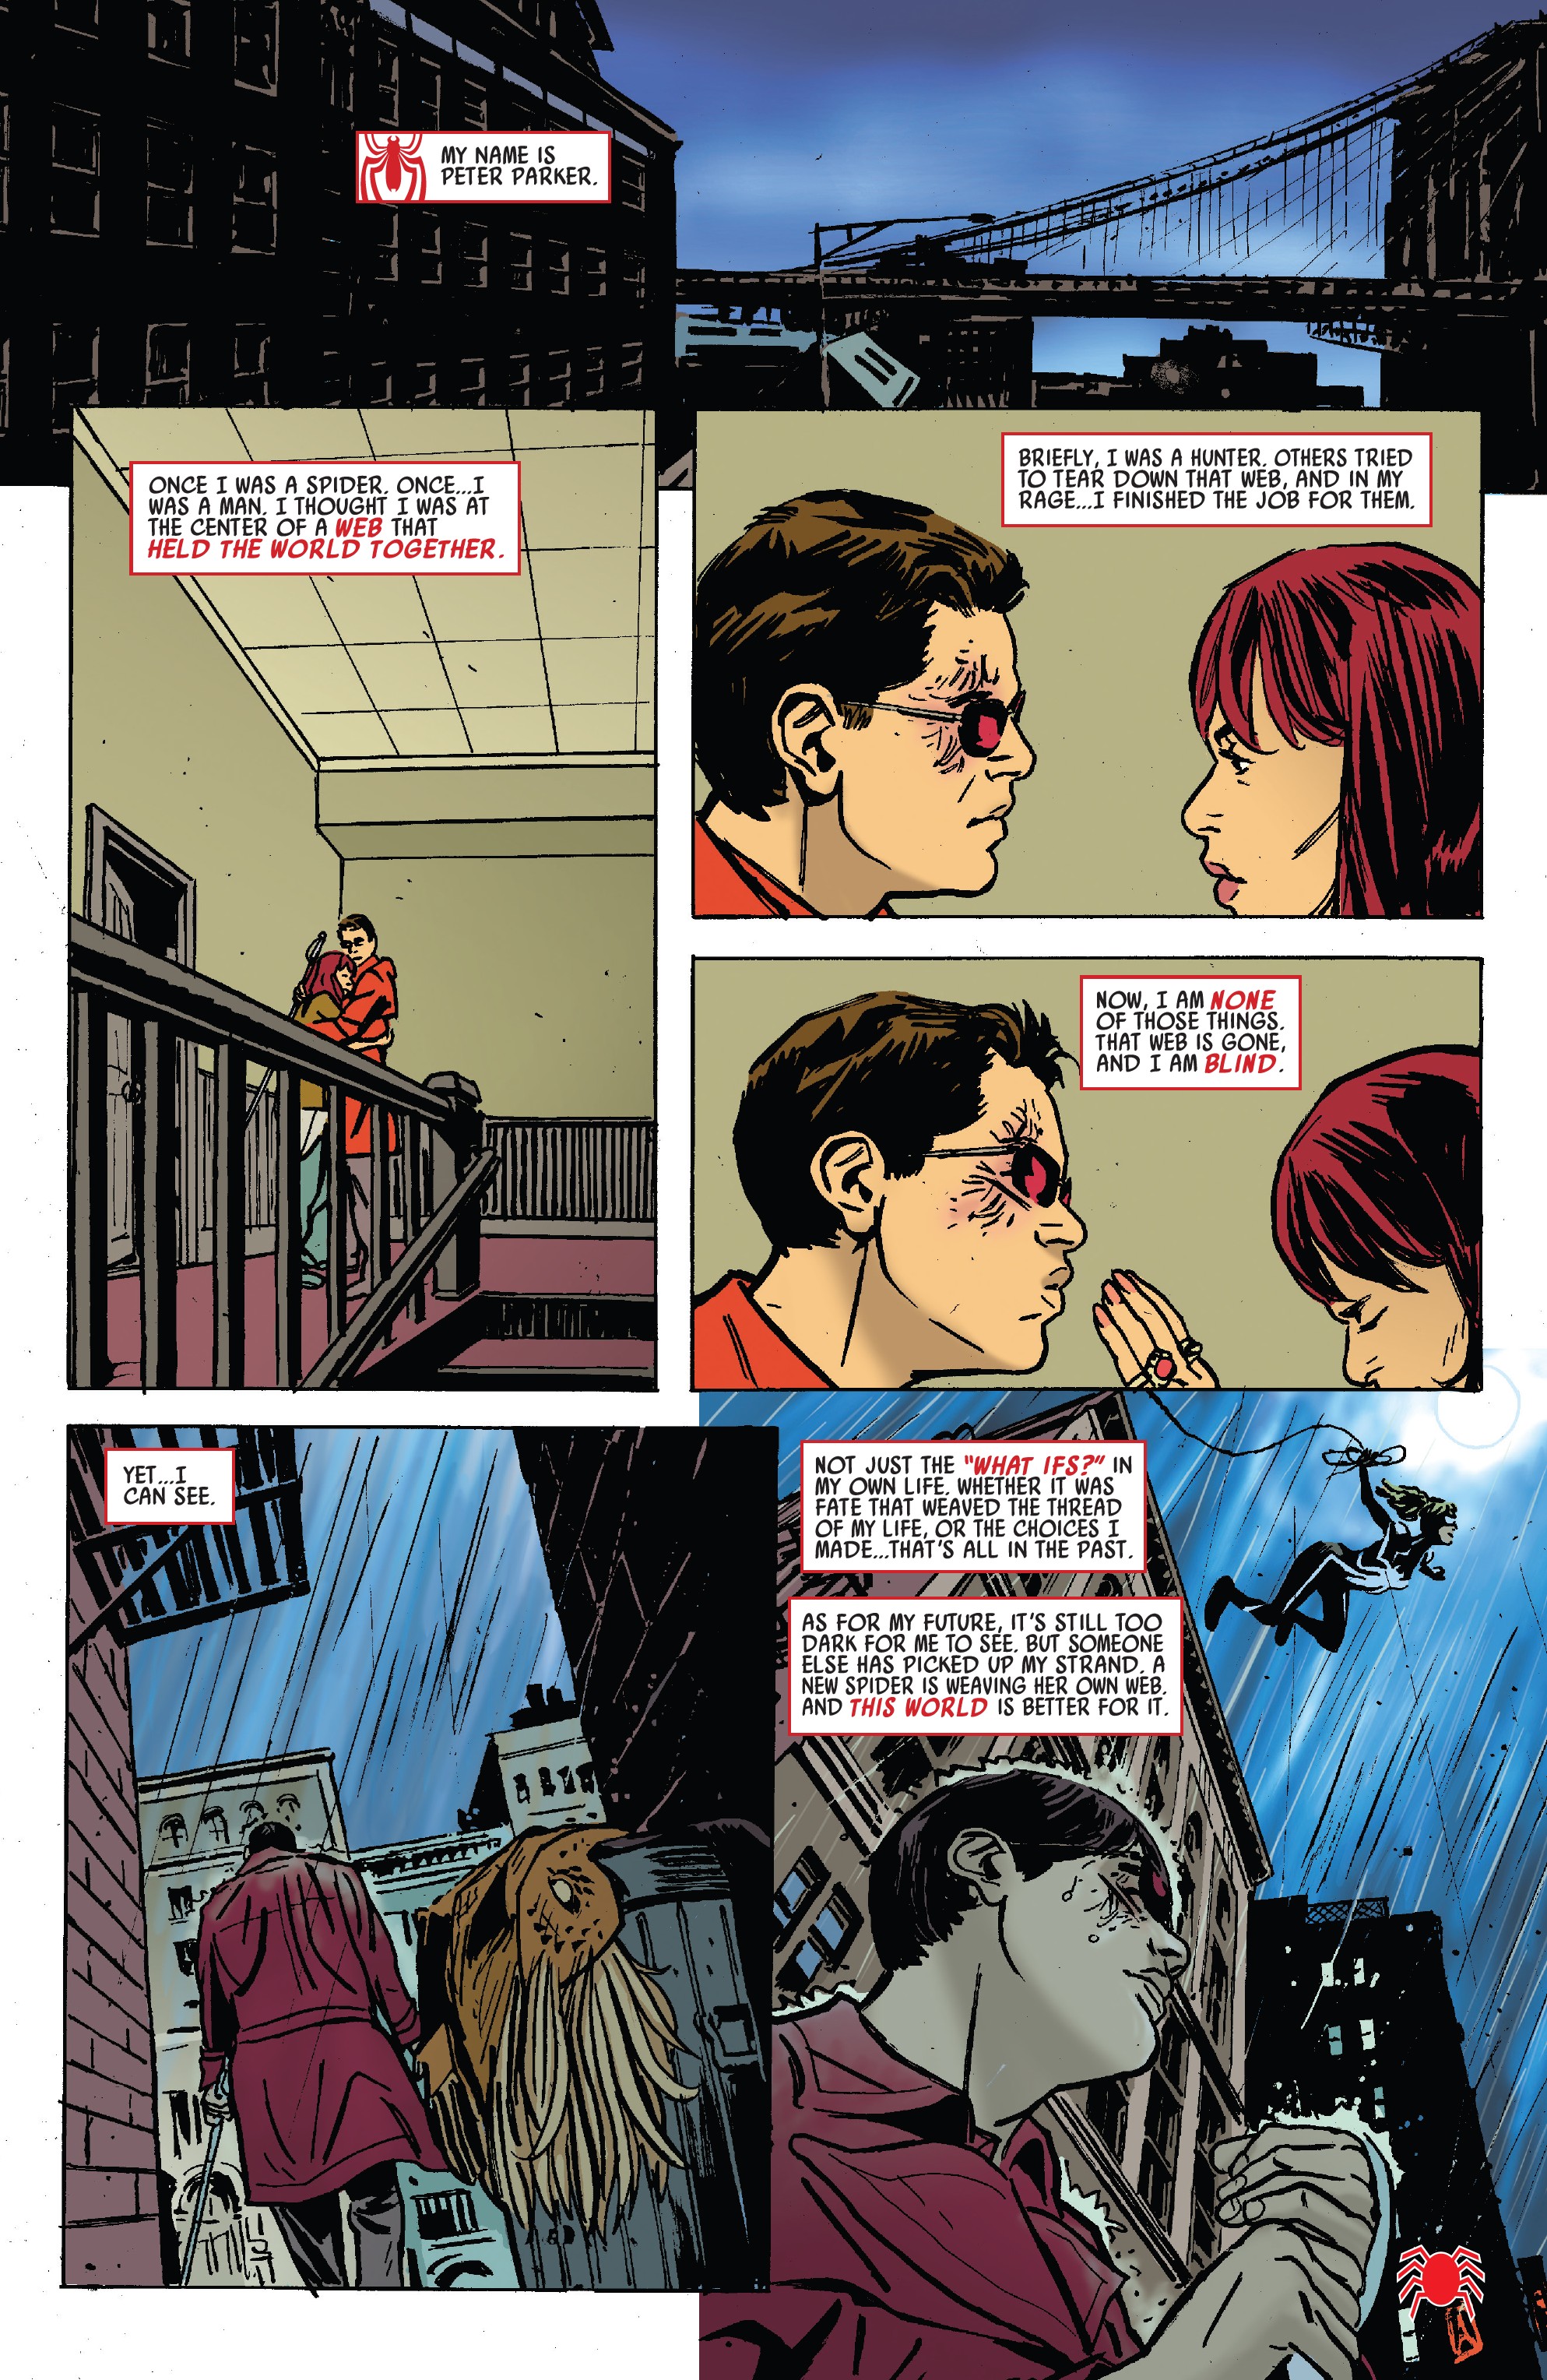 MY NAME IS
PETER PARKER.
ONCE I WAS A SPIDER. ONCE...I
WAS A MAN. I THOUGHT I WAS AT
THE CENTER OF A WEB THAT
HELD THE WORLD TOGETHER.
BRIEFLY, I WAS A HUNTER. OTHERS TRIED
TO TEAR DOWN THAT WEB, AND IN MY
RAGE...I FINISHED THE JOB FOR THEM.
NOW, I AM NONE
OF THOSE THINGS.
THAT WEB IS GONE,
AND I AM BLIND.
YET...I
CAN SEE.
NOT JUST THE "WHAT IFS?" IN
MY OWN LIFE. WHETHER IT WAS
FATE THAT WEAVED THE THREAD
OF MY LIFE, OR THE CHOICES I
MADE...THAT'S ALL IN THE PAST.
AS FOR MY FUTURE, IT'S STILL TOO
DARK FOR ME TO SEE. BUT SOMEONE
ELSE HAS PICKED UP MY STRAND. A
NEW SPIDER IS WEAVING HER OWN WEB.
AND THIS WORLD IS BETTER FOR IT.